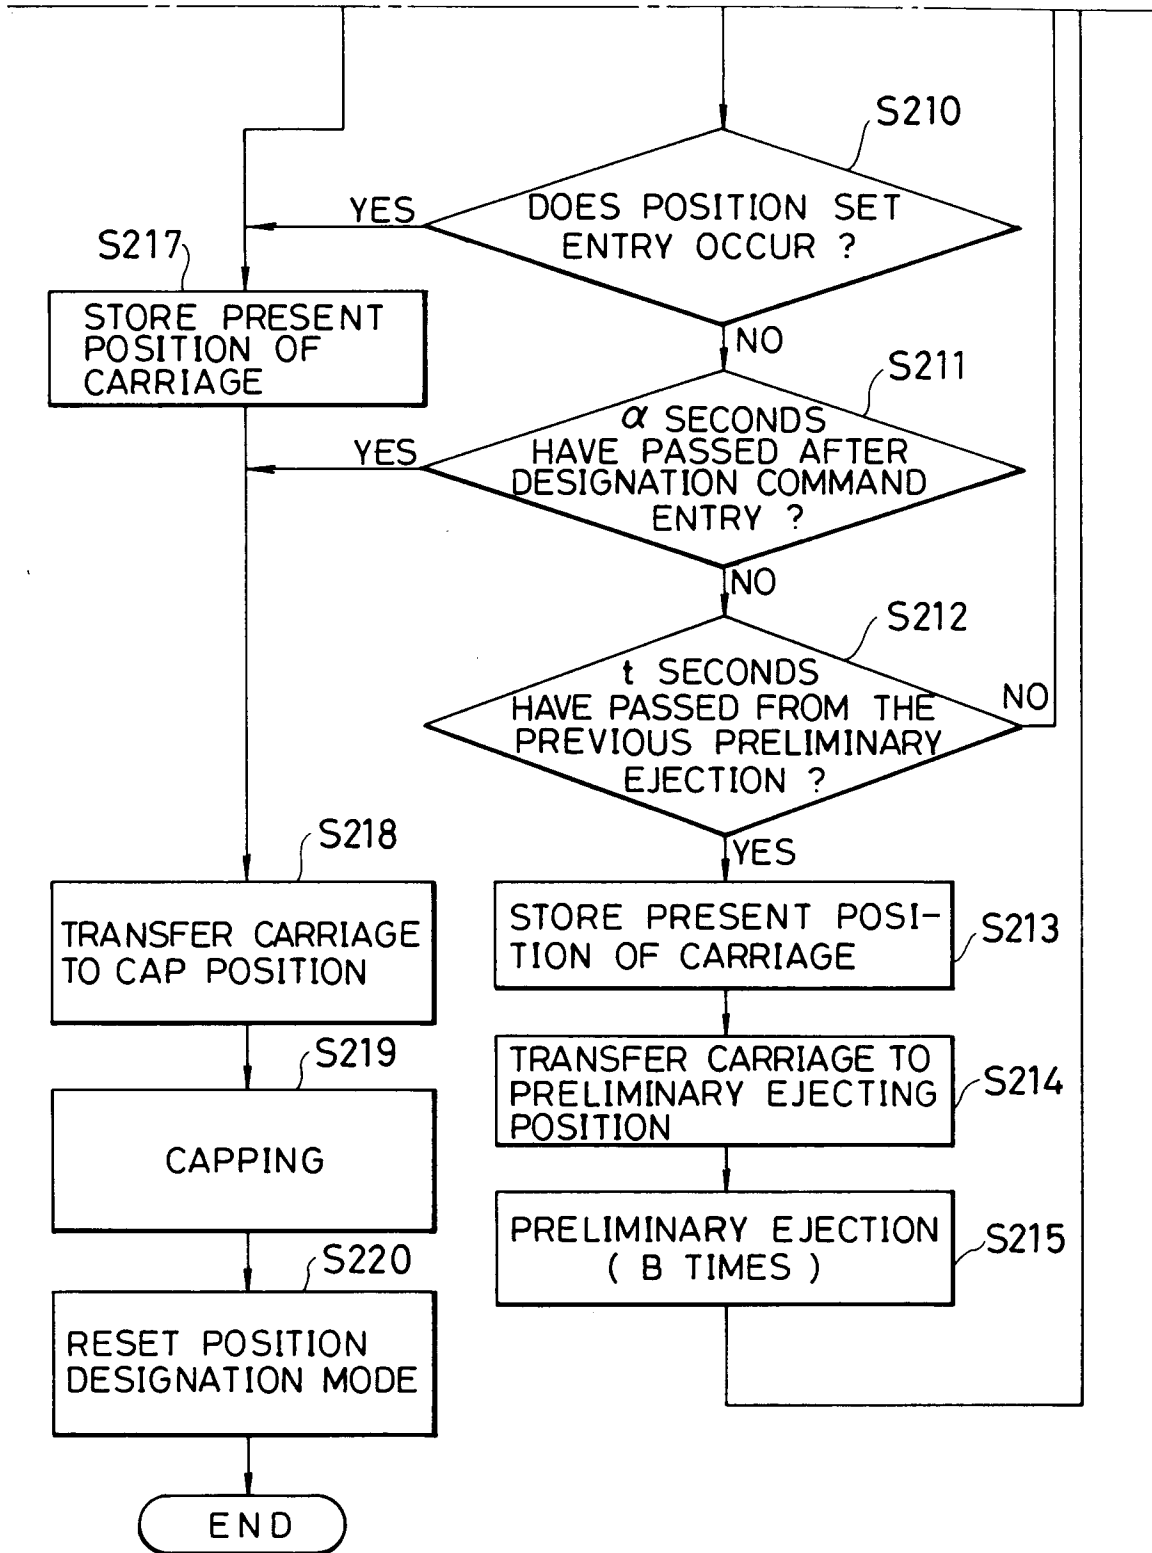 S210
DOES POSITION SET
ENTRY OCCUR ?
YES
S217
STORE PRESENT
POSITION OF
CARRIAGE
NO
S211
α SECONDS
HAVE PASSED AFTER
DESIGNATION COMMAND
ENTRY ?
YES
NO
S212
t SECONDS
HAVE PASSED FROM THE
PREVIOUS PRELIMINARY
EJECTION ?
NO
YES
S218
TRANSFER CARRIAGE
TO CAP POSITION
STORE PRESENT POSI-
TION OF CARRIAGE
S213
S219
CAPPING
TRANSFER CARRIAGE TO
PRELIMINARY EJECTING
POSITION
S214
PRELIMINARY EJECTION
( B TIMES )
S215
S220
RESET POSITION
DESIGNATION MODE
END